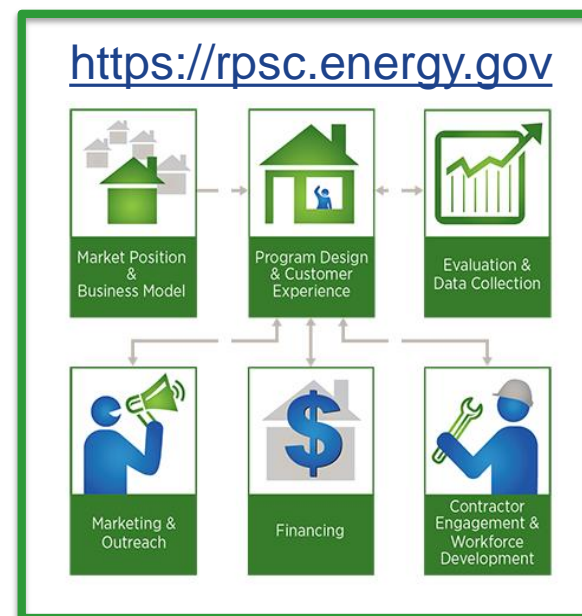 https://rpsc.energy.gov
Market Position
&
Business Model
Program Design
& Customer
Experience
Evaluation &
Data Collection
Marketing &
Outreach
$
Financing
Contractor
Engagement &
Workforce
Development